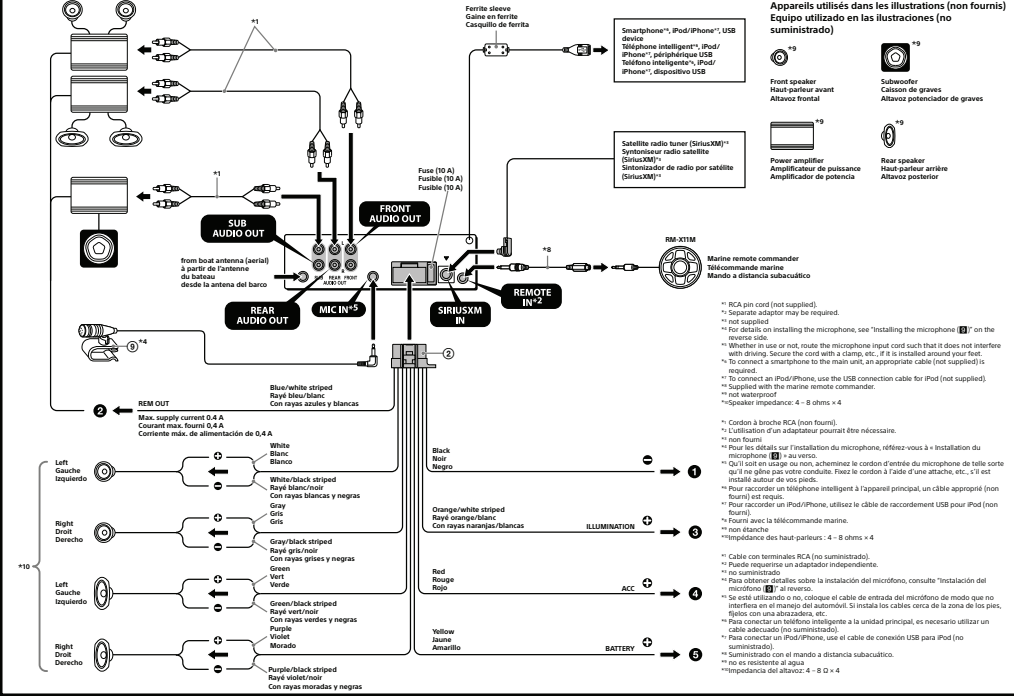 Appareils utilisés dans les illustrations (non fournis)
Equipo utilizado en las ilustraciones (no
suministrado)
*9
Front speaker
Haut-parleur avant
Altavoz frontal
*9
Subwoofer
Caisson de graves
Altavoz potenciador de graves
*9
Power amplifier
Amplificateur de puissance
Amplificador de potencia
*9
Rear speaker
Haut-parleur arrière
Altavoz posterior
*1
Ferrite sleeve
Gaine en ferrite
Casquillo de ferrita
Smartphone*6, iPod/iPhone*7, USB
device
Téléphone intelligent*6, iPod/
iPhone*7, périphérique USB
Teléfono inteligente*6, iPod/
iPhone*7, dispositivo USB
Satellite radio tuner (SiriusXM)*3
Syntoniseur radio satellite
(SiriusXM)*3
Sintonizador de radio por satélite
(SiriusXM)*3
*1
Fuse (10 A)
Fusible (10 A)
Fusible (10 A)
SUB
AUDIO OUT
FRONT
AUDIO OUT
from boat antenna (aerial)
à partir de l'antenne
du bateau
desde la antena del barco
L
R
SUB REAR FRONT
AUDIO OUT
REAR
AUDIO OUT
MIC IN*5
SIRIUSXM
IN
REMOTE
IN*2
*8
RM-X11M
Marine remote commander
Télécommande marine
Mando a distancia subacuático
9 *4
2
2
REM OUT
Blue/white striped
Rayé bleu/blanc
Con rayas azules y blancas
Max. supply current 0.4 A
Courant max. fourni 0,4 A
Corriente máx. de alimentación de 0,4 A
*10
Left
Gauche
Izquierdo
White
Blanc
Blanco
White/black striped
Rayé blanc/noir
Con rayas blancas y negras
Right
Droit
Derecho
Gray
Gris
Gris
Gray/black striped
Rayé gris/noir
Con rayas grises y negras
Left
Gauche
Izquierdo
Green
Vert
Verde
Green/black striped
Rayé vert/noir
Con rayas verdes y negras
Right
Droit
Derecho
Purple
Violet
Morado
Purple/black striped
Rayé violet/noir
Con rayas moradas y negras
Black
Noir
Negro
1
Orange/white striped
Rayé orange/blanc
Con rayas naranjas/blancas
ILLUMINATION
3
Red
Rouge
Rojo
ACC
4
Yellow
Jaune
Amarillo
BATTERY
5
*1 RCA pin cord (not supplied).
*2 Separate adaptor may be required.
*3 not supplied
*4 For details on installing the microphone, see "Installing the microphone (9)" on the
reverse side.
*5 Whether in use or not, route the microphone input cord such that it does not interfere
with driving. Secure the cord with a clamp, etc., if it is installed around your feet.
*6 To connect a smartphone to the main unit, an appropriate cable (not supplied) is
required.
*7 To connect an iPod/iPhone, use the USB connection cable for iPod (not supplied).
*8 Supplied with the marine remote commander.
*9 not waterproof
*10 Speaker impedance: 4 – 8 ohms × 4
*1 Cordon à broche RCA (non fourni).
*2 L'utilisation d'un adaptateur pourrait être nécessaire.
*3 non fourni
*4 Pour les détails sur l'installation du microphone, référez-vous à « Installation du
microphone (9) » au verso.
*5 Qu'il soit en usage ou non, acheminez le cordon d'entrée du microphone de telle sorte
qu'il ne gêne pas votre conduite. Fixez le cordon à l'aide d'une attache, etc., s'il est
installé autour de vos pieds.
*6 Pour raccorder un téléphone intelligent à l'appareil principal, un câble approprié (non
fourni) est requis.
*7 Pour raccorder un iPod/iPhone, utilisez le câble de raccordement USB pour iPod (non
fourni).
*8 Fourni avec la télécommande marine.
*9 non étanche
*10 Impédance des haut-parleurs : 4 – 8 ohms × 4
*1 Cable con terminales RCA (no suministrado).
*2 Puede requerirse un adaptador independiente.
*3 no suministrado
*4 Para obtener detalles sobre la instalación del micrófono, consulte "Instalación del
micrófono (9)" al reverso.
*5 Se esté utilizando o no, coloque el cable de entrada del micrófono de modo que no
interfiera en el manejo del automóvil. Si instala los cables cerca de la zona de los pies,
fíjelos con una abrazadera, etc.
*6 Para conectar un teléfono inteligente a la unidad principal, es necesario utilizar un
cable adecuado (no suministrado).
*7 Para conectar un iPod/iPhone, use el cable de conexión USB para iPod (no
suministrado).
*8 Suministrado con el mando a distancia subacuático.
*9 no es resistente al agua
*10 Impedancia del altavoz: 4 – 8 Ω × 4